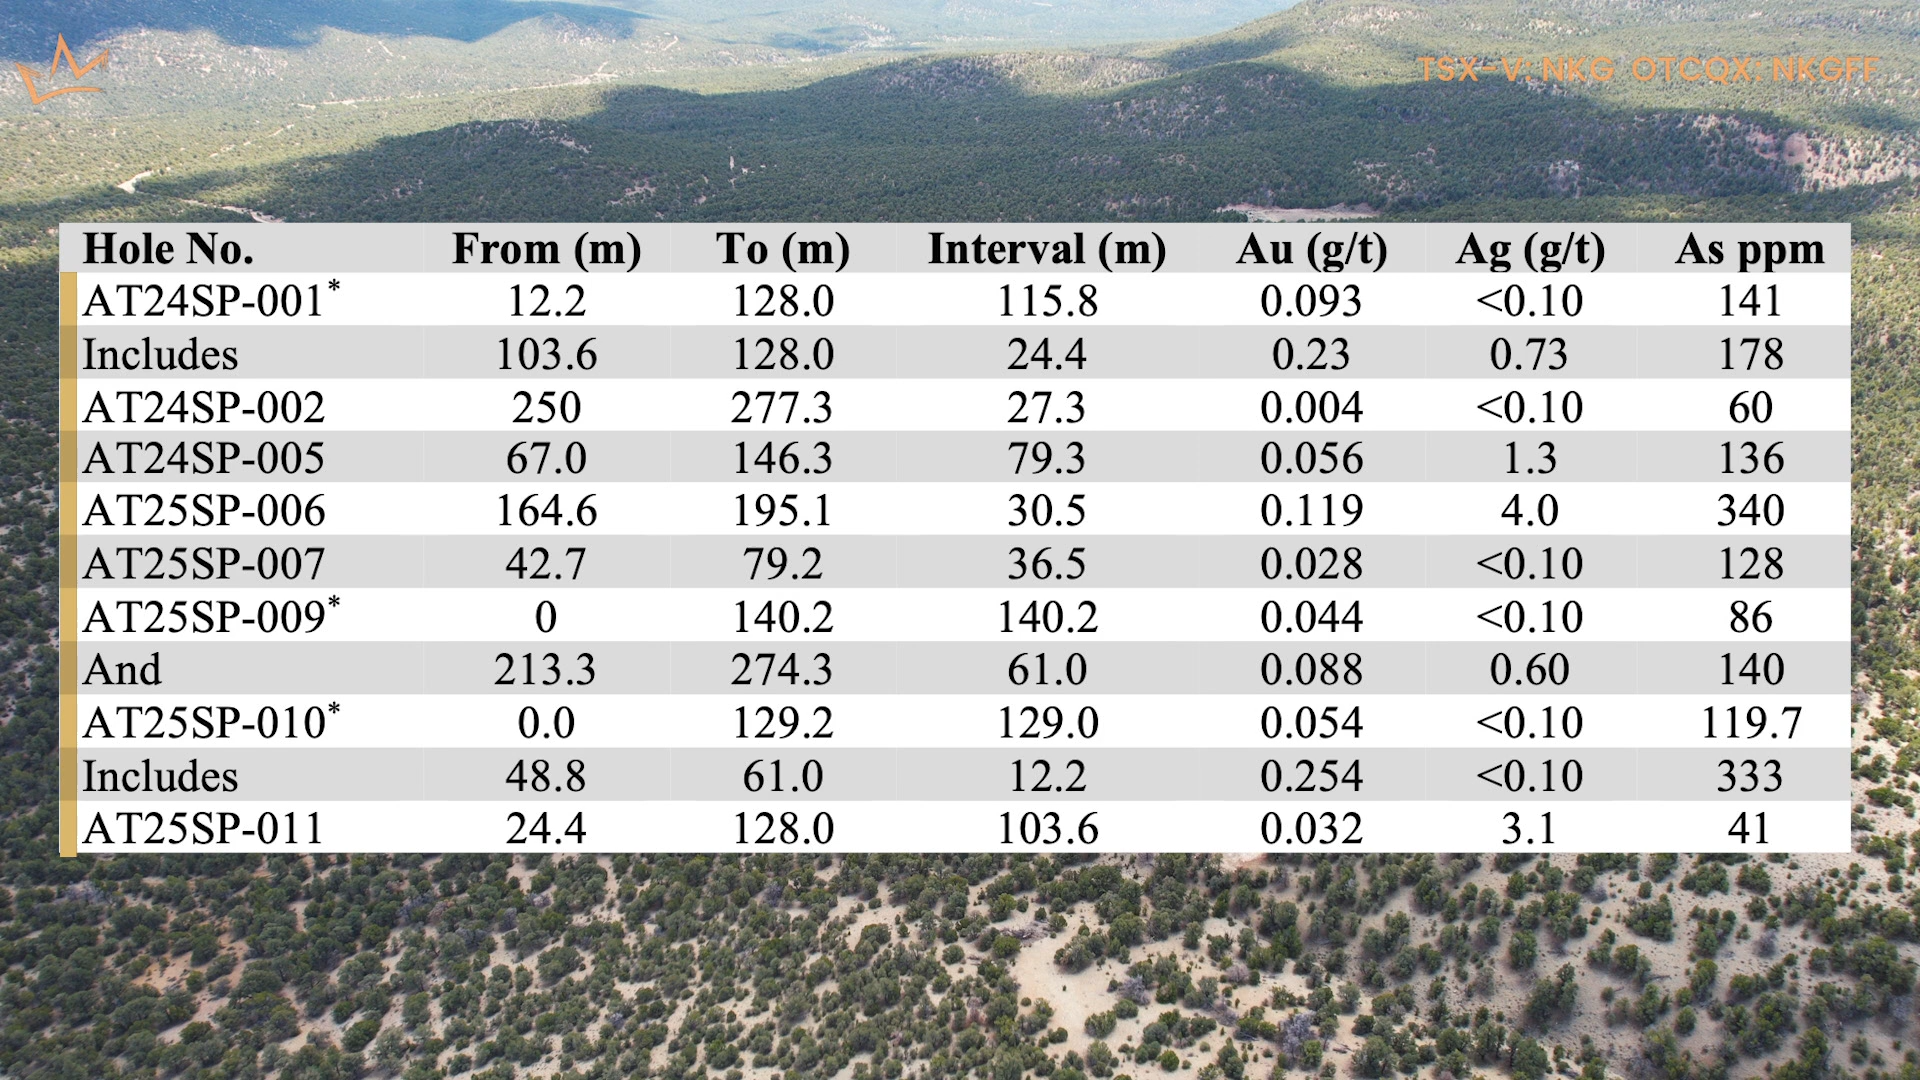 TSX-V: NKG OTCQX: NKGFF
Hole No. From (m) To (m) Interval (m) Au (g/t) Ag (g/t) As ppm
AT24SP-001* 12.2 128.0 115.8 0.093 <0.10 141
Includes 103.6 128.0 24.4 0.23 0.73 178
AT24SP-002 250 277.3 27.3 0.004 <0.10 60
AT24SP-005 67.0 146.3 79.3 0.056 1.3 136
AT25SP-006 164.6 195.1 30.5 0.119 4.0 340
AT25SP-007 42.7 79.2 36.5 0.028 <0.10 128
AT25SP-009* 0 140.2 140.2 0.044 <0.10 86
And 213.3 274.3 61.0 0.088 0.60 140
AT25SP-010* 0.0 129.2 129.0 0.054 <0.10 119.7
Includes 48.8 61.0 12.2 0.254 <0.10 333
AT25SP-011 24.4 128.0 103.6 0.032 3.1 41